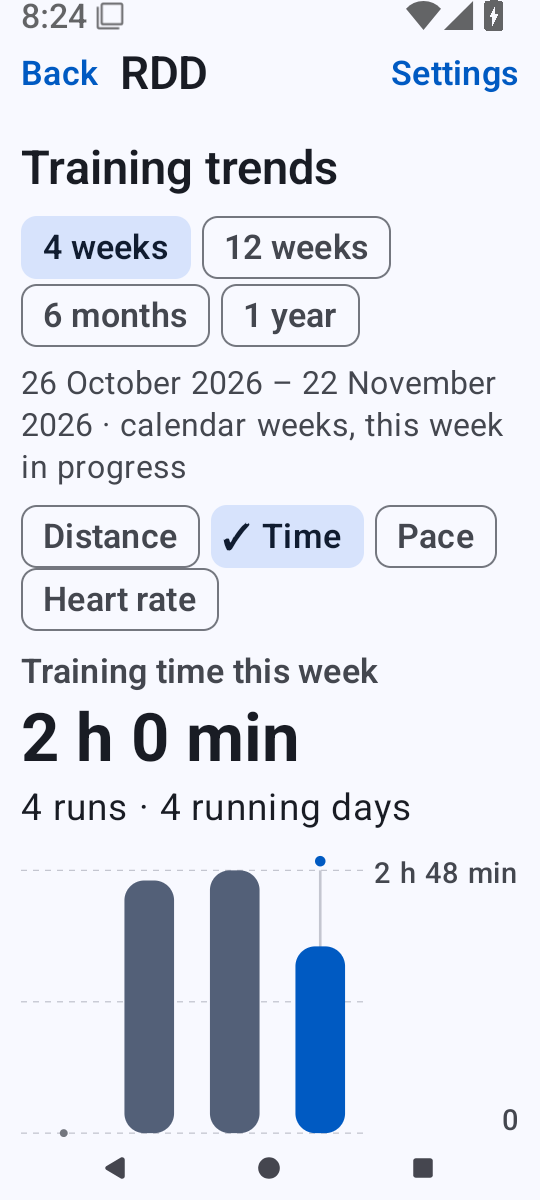 8:24
Back RDD Settings
Training trends
4 weeks 12 weeks
6 months 1 year
26 October 2026 – 22 November
2026 · calendar weeks, this week
in progress
Distance ✓ Time Pace
Heart rate
Training time this week
2 h 0 min
4 runs · 4 running days
2 h 48 min
0